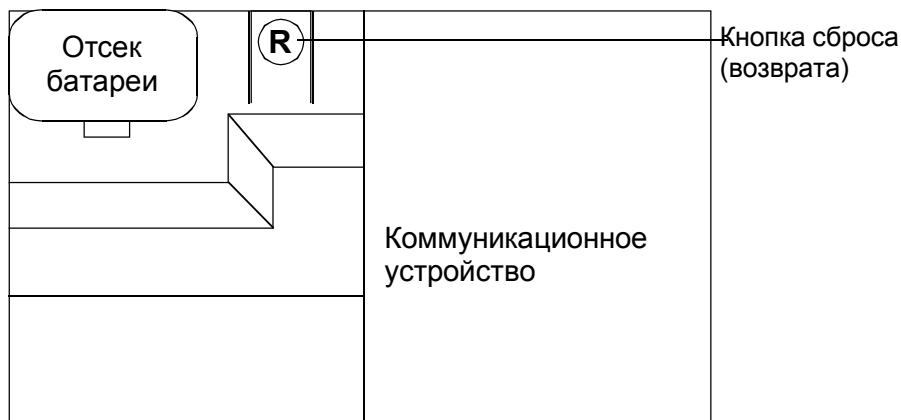 Отсек
батареи
R
Кнопка сброса
(возврата)
Коммуникационное
устройство